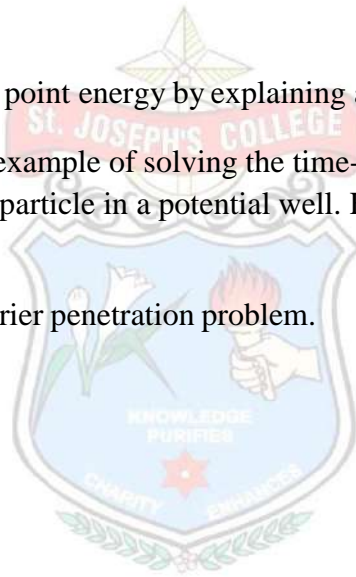 point energy by explaining
St. JOSEPH'S COLLEGE
example of solving the time-
particle in a potential well.
rier penetration problem.
KNOWLEDGE
PURIFIES
CHARITY ENHANCES